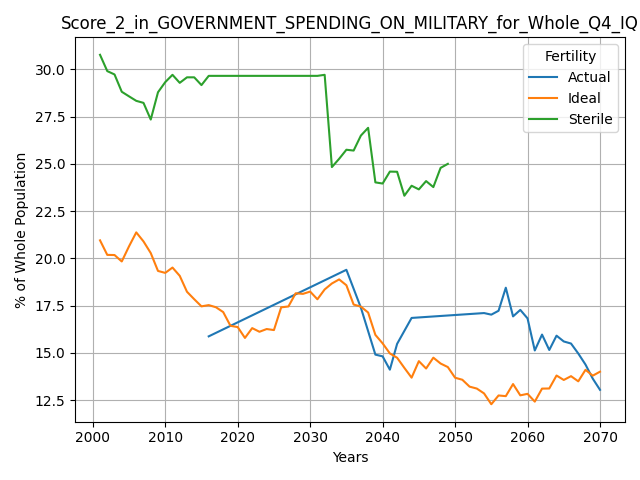 Score_2_in_GOVERNMENT_SPENDING_ON_MILITARY_for_Whole_Q4_IQ
Fertility
Actual
Ideal
Sterile
% of Whole Population
30.0
27.5
25.0
22.5
20.0
17.5
15.0
12.5
2000 2010 2020 2030 2040 2050 2060 2070
Years